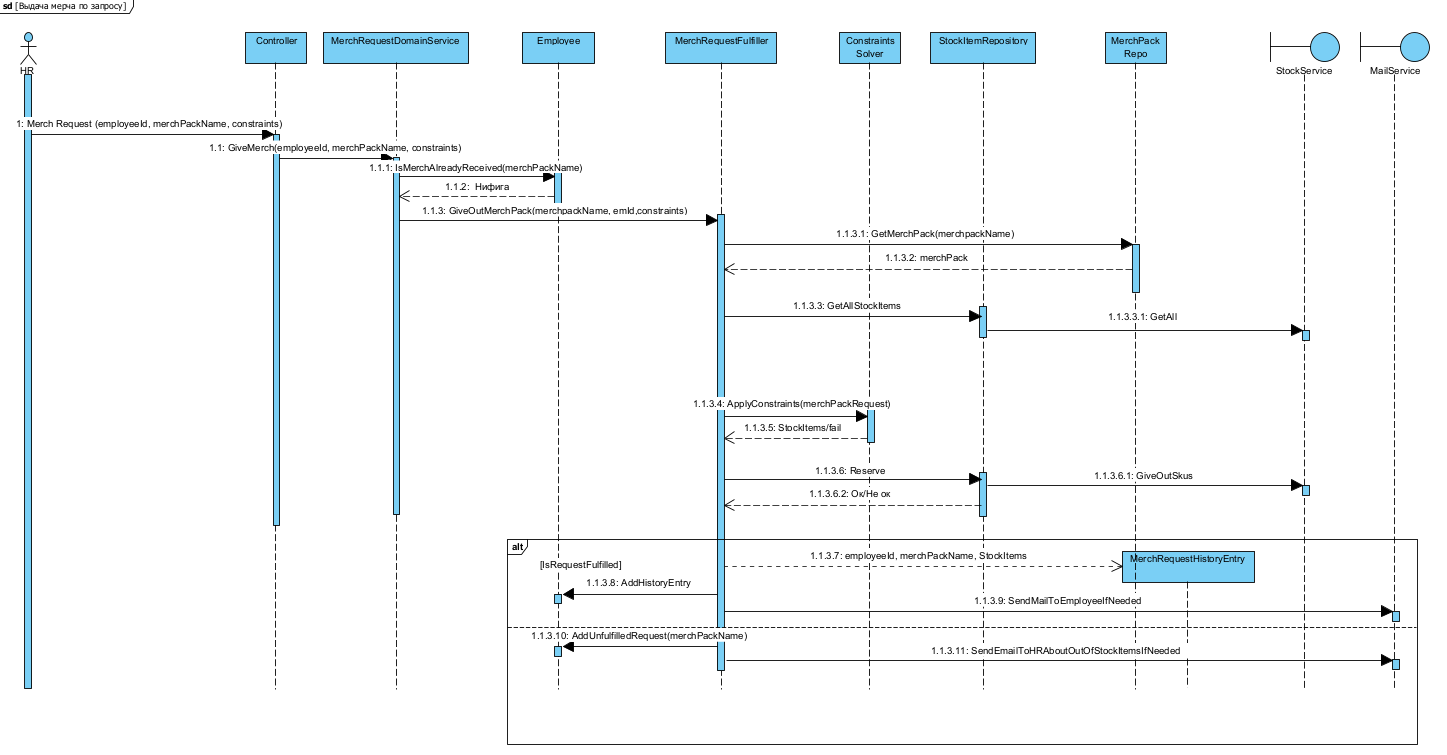 sd [Выдача мерча по запросу]
HR
Controller
MerchRequestDomainService
Employee
MerchRequestFulfiller
Constraints
Solver
StockItemRepository
MerchPack
Repo
StockService
MailService
1: Merch Request (employeeId, merchPackName, constraints)
1.1: GiveMerch(employeeId, merchPackName, constraints)
1.1.1: IsMerchAlreadyReceived(merchPackName)
1.1.2: Нифига
1.1.3: GiveOutMerchPack(merchpackName, emId,constraints)
1.1.3.1: GetMerchPack(merchpackName)
1.1.3.2: merchPack
1.1.3.3: GetAllStockItems
1.1.3.3.1: GetAll
1.1.3.4: ApplyConstraints(merchPackRequest)
1.1.3.5: StockItems/fail
1.1.3.6: Reserve
1.1.3.6.1: GiveOutSkus
1.1.3.6.2: Ок/Не ок
alt
[IsRequestFulfilled]
1.1.3.7: employeeId, merchPackName, StockItems
MerchRequestHistoryEntry
1.1.3.8: AddHistoryEntry
1.1.3.9: SendMailToEmployeeIfNeeded
1.1.3.10: AddUnfulfilledRequest(merchPackName)
1.1.3.11: SendEmailToHRAboutOutOfStockItemsIfNeeded